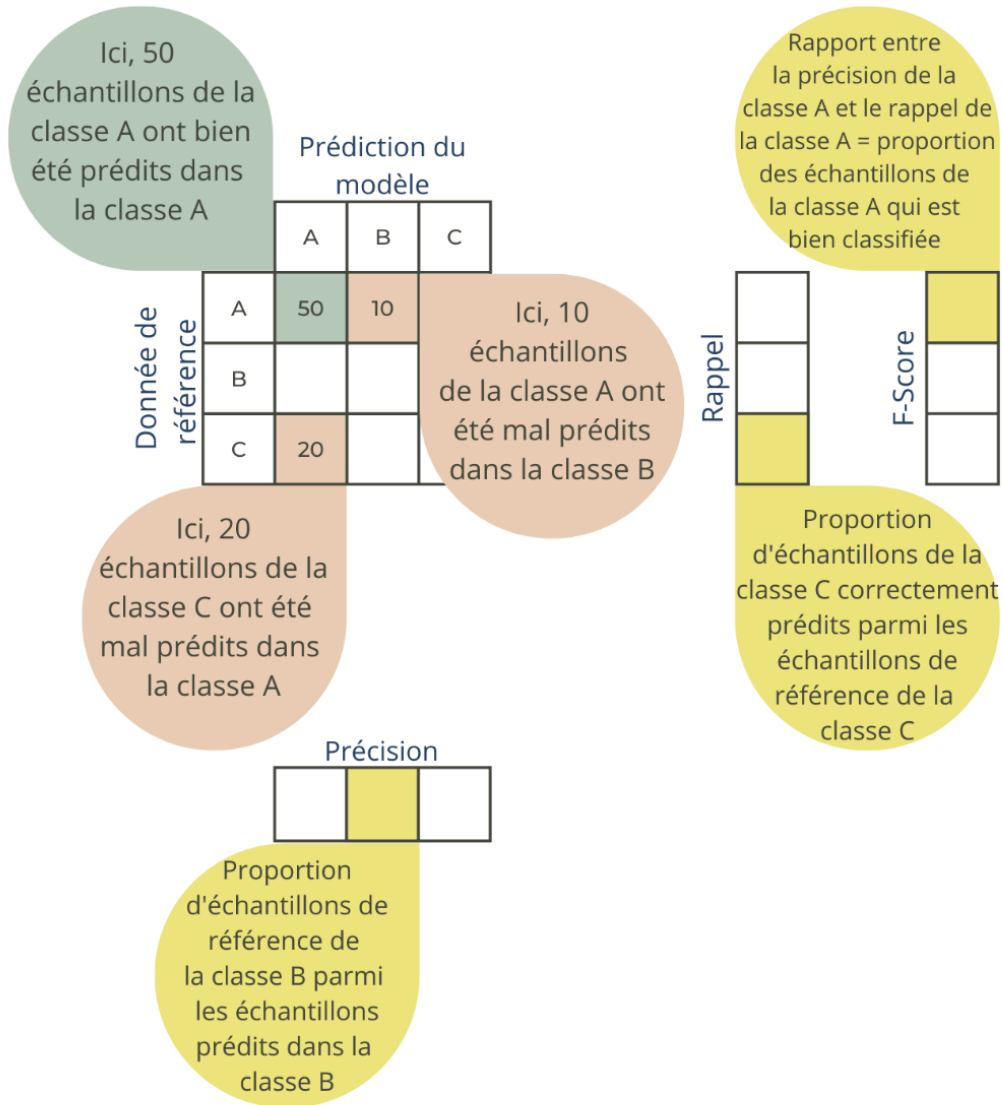 Ici, 50
échantillons de la
classe A ont bien
été prédits dans
la classe A
Prédiction du
modèle
A B C
Donnée de
référence
A 50 10
B
C 20
Ici, 10
échantillons
de la classe A ont
été mal prédits
dans la classe B
Ici, 20
échantillons de la
classe C ont été
mal prédits dans
la classe A
Rapport entre
la précision de la
classe A et le rappel de
la classe A = proportion
des échantillons de
la classe A qui est
bien classifiée
Rappel
F-Score
Proportion
d'échantillons de la
classe C correctement
prédits parmi les
échantillons de
référence de la
classe C
Précision
Proportion
d'échantillons de
référence de
la classe B parmi
les échantillons
prédits dans la
classe B